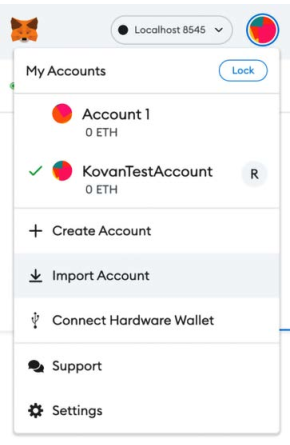 Localhost 8545
My Accounts
Lock
Account 1
0 ETH
KovanTestAccount
R
0 ETH
Create Account
Import Account
Connect Hardware Wallet
Support
Settings